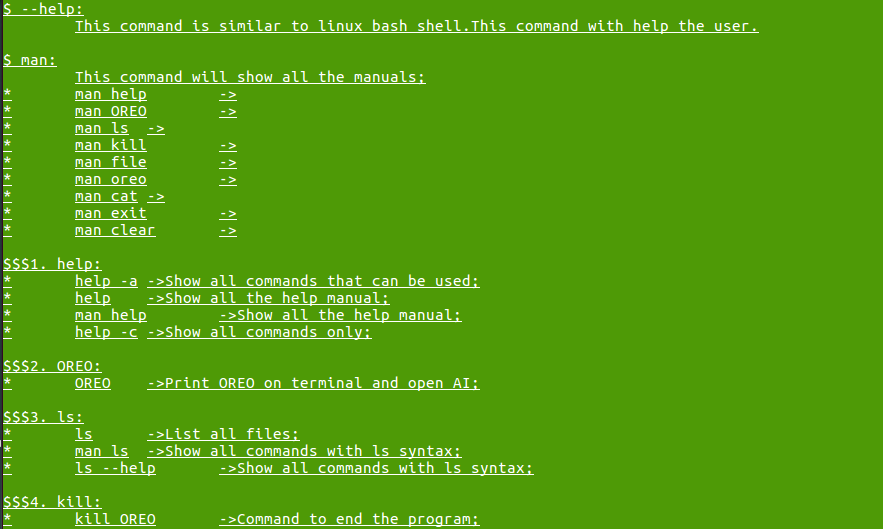 $ --help:
This command is similar to linux bash shell.This command with help the user.
$ man:
This command will show all the manuals;
* man help ->
* man OREO ->
* man ls ->
* man kill ->
* man file ->
* man oreo ->
* man cat ->
* man exit ->
* man clear ->
$$$1. help:
* help -a ->Show all commands that can be used;
* help ->Show all the help manual;
* man help ->Show all the help manual;
* help -c ->Show all commands only;
$$$2. OREO:
* OREO ->Print OREO on terminal and open AI;
$$$3. ls:
* ls ->List all files;
* man ls ->Show all commands with ls syntax;
* ls --help ->Show all commands with ls syntax;
$$$4. kill:
* kill OREO ->Command to end the program;